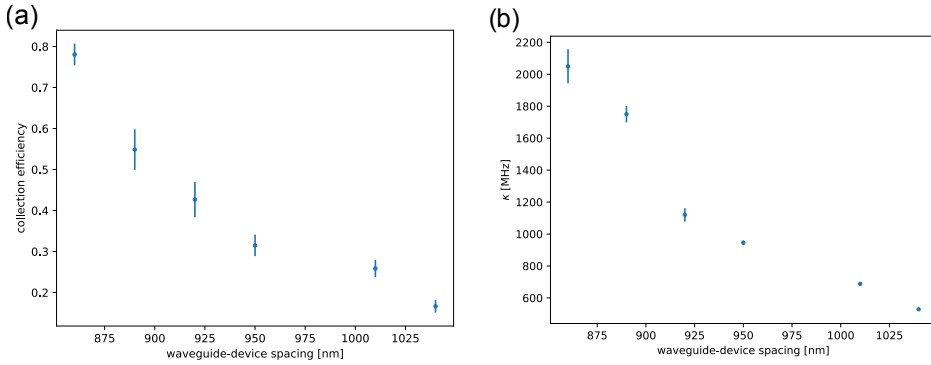 (a)
0.8
0.7
0.6
0.5
0.4
0.3
0.2
collection efficiency
875 900 925 950 975 1000 1025
waveguide-device spacing [nm]
(b)
2200
2000
1800
1600
1400
1200
1000
800
600
κ [MHz]
875 900 925 950 975 1000 1025
waveguide-device spacing [nm]